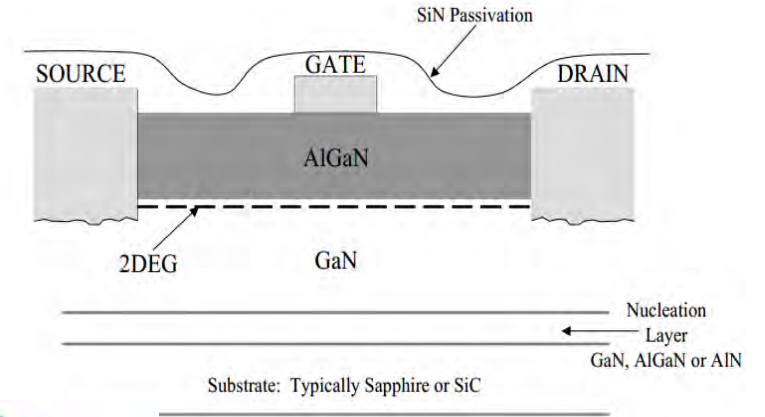 SiN Passivation
SOURCE
GATE
DRAIN
AlGaN
2DEG
GaN
Nucleation
Layer
GaN, AlGaN or AlN
Substrate: Typically Sapphire or SiC